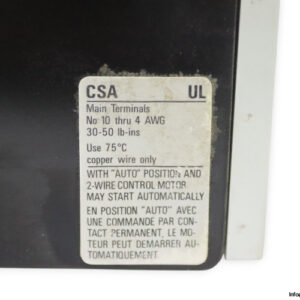 CSA UL
Main Terminals
No 10 thru 4 AWG
30-50 lb-ins
Use 75°C
copper wire only
WITH "AUTO" POSITION AND
2-WIRE CONTROL MOTOR
MAY START AUTOMATICALLY
EN POSITION "AUTO" AVEC
UNE COMMANDE PAR CON-
TACT PERMANENT, LE MO-
TEUR PEUT DEMARRER AU-
TOMATIQUEMENT